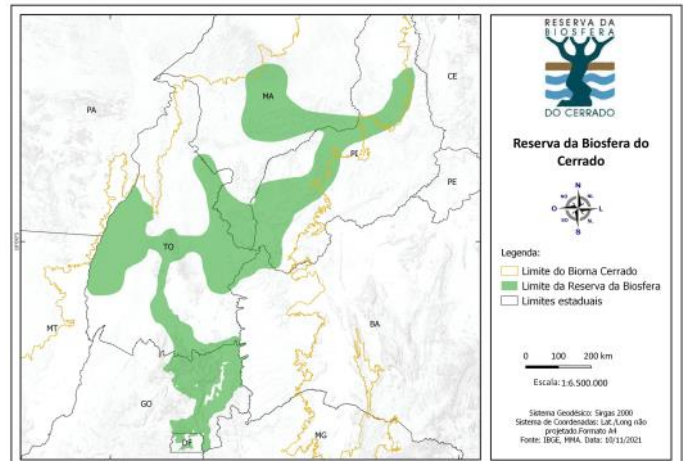 PA
MA
CE
PI
PE
TO
MT
BA
GO
DF
MG
RESERVA DA
BIOSFERA
DO CERRADO
Reserva da Biosfera do
Cerrado
N
O
L
S
Legenda:
Limite do Bioma Cerrado
Limite da Reserva da Biosfera
Limites estaduais
0 100 200 km
Escala: 1:6.500.000
Sistema Geodésico: Sirgas 2000
Sistema de Coordenadas: Lat./Long não
projetado.Formato A4
Fonte: IBGE, MMA. Data: 10/11/2021